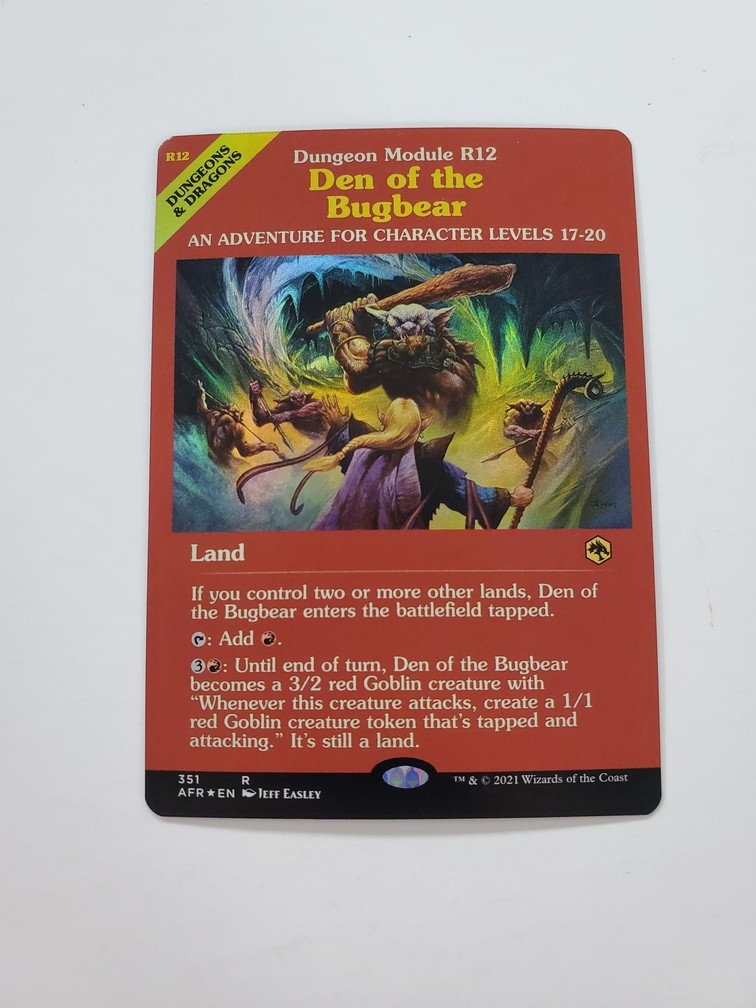 R12
DUNGEONS
& DRAGONS
Dungeon Module R12
Den of the
Bugbear
AN ADVENTURE FOR CHARACTER LEVELS 17-20
Land
If you control two or more other lands, Den of
the Bugbear enters the battlefield tapped.
: Add .
3 : Until end of turn, Den of the Bugbear
becomes a 3/2 red Goblin creature with
“Whenever this creature attacks, create a 1/1
red Goblin creature token that’s tapped and
attacking.” It’s still a land.
351 R
AFR★EN JEFF EASLEY
™ & © 2021 Wizards of the Coast